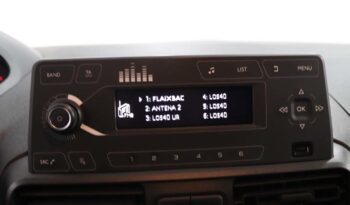 BAND
TA
LIST
MENU
1: FLAIXBAC 4: LOS40
2: ANTENA 2 5: LOS40
3: LOS40 UR 6: LOS40
OK
SRC
1 2 3 4 5 6